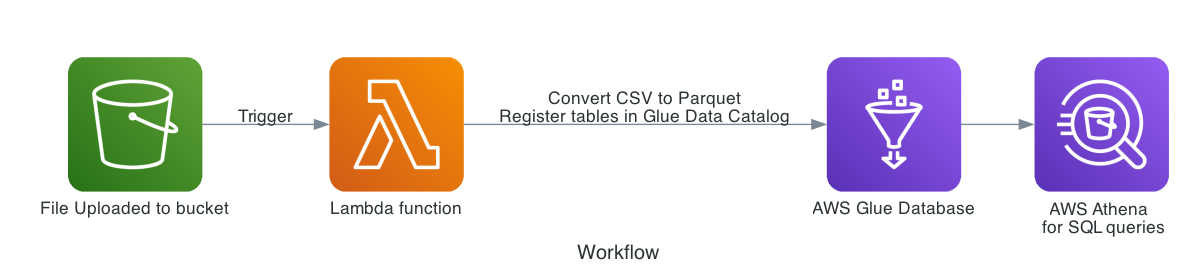 Trigger
Convert CSV to Parquet
Register tables in Glue Data Catalog
File Uploaded to bucket
Lambda function
AWS Glue Database
AWS Athena
for SQL queries
Workflow